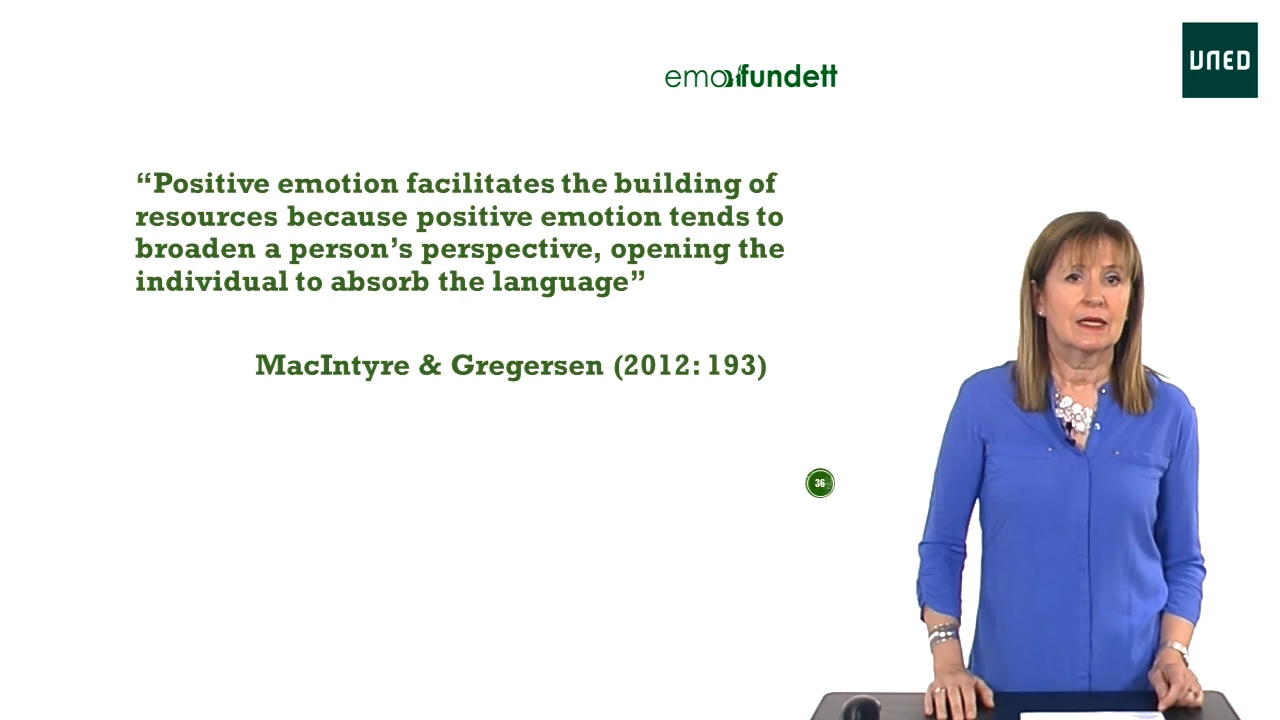 UNED
emofundett
“Positive emotion facilitates the building of
resources because positive emotion tends to
broaden a person’s perspective, opening the
individual to absorb the language”
MacIntyre & Gregersen (2012: 193)
36